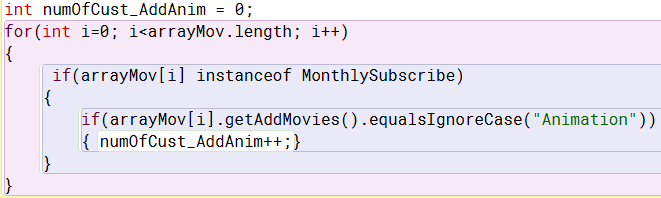 int numOfCust_AddAnim = 0;
for(int i=0; i<arrayMov.length; i++)
{
if(arrayMov[i] instanceof MonthlySubscribe)
{
if(arrayMov[i].getAddMovies().equalsIgnoreCase("Animation"))
{ numOfCust_AddAnim++;}
}
}